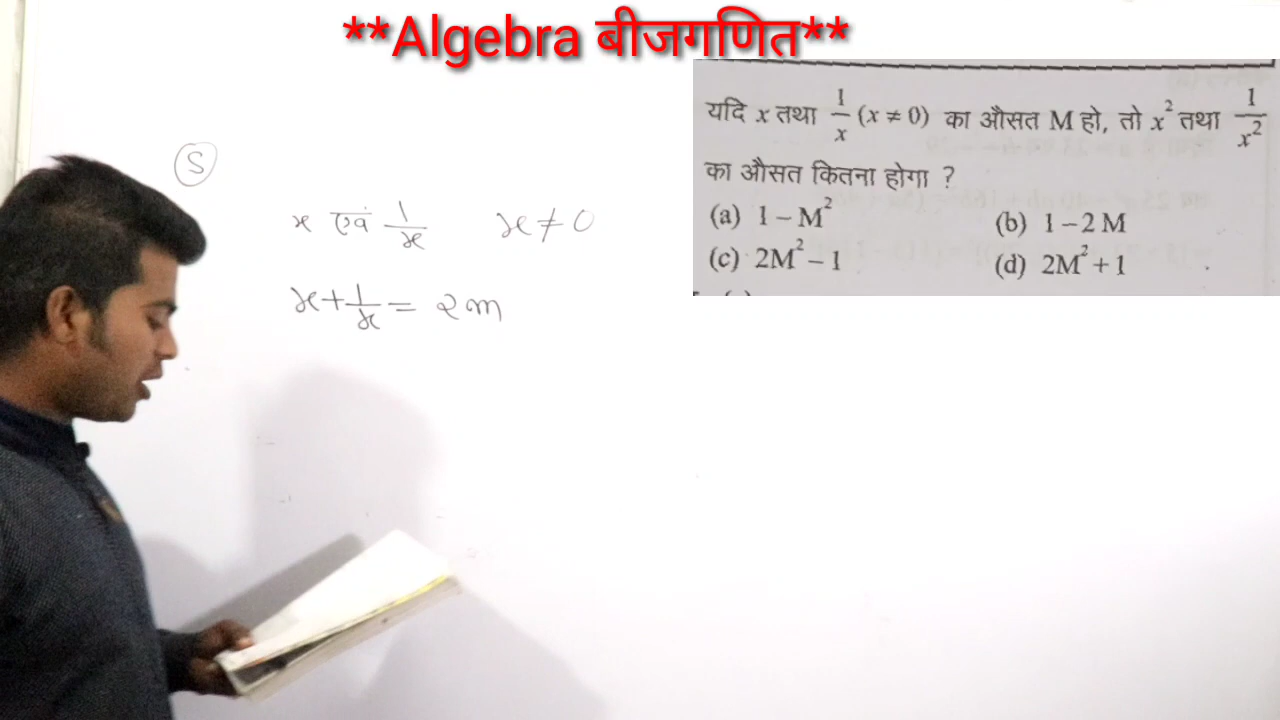 **Algebra बीजगणित**
यदि x तथा 1/x (x ≠ 0) का औसत M हो, तो x² तथा 1/x²
का औसत कितना होगा ?
(a) 1 – M²
(b) 1 – 2 M
(c) 2M² – 1
(d) 2M² + 1
5
x एवं 1/x x ≠ 0
x + 1/x = 2m